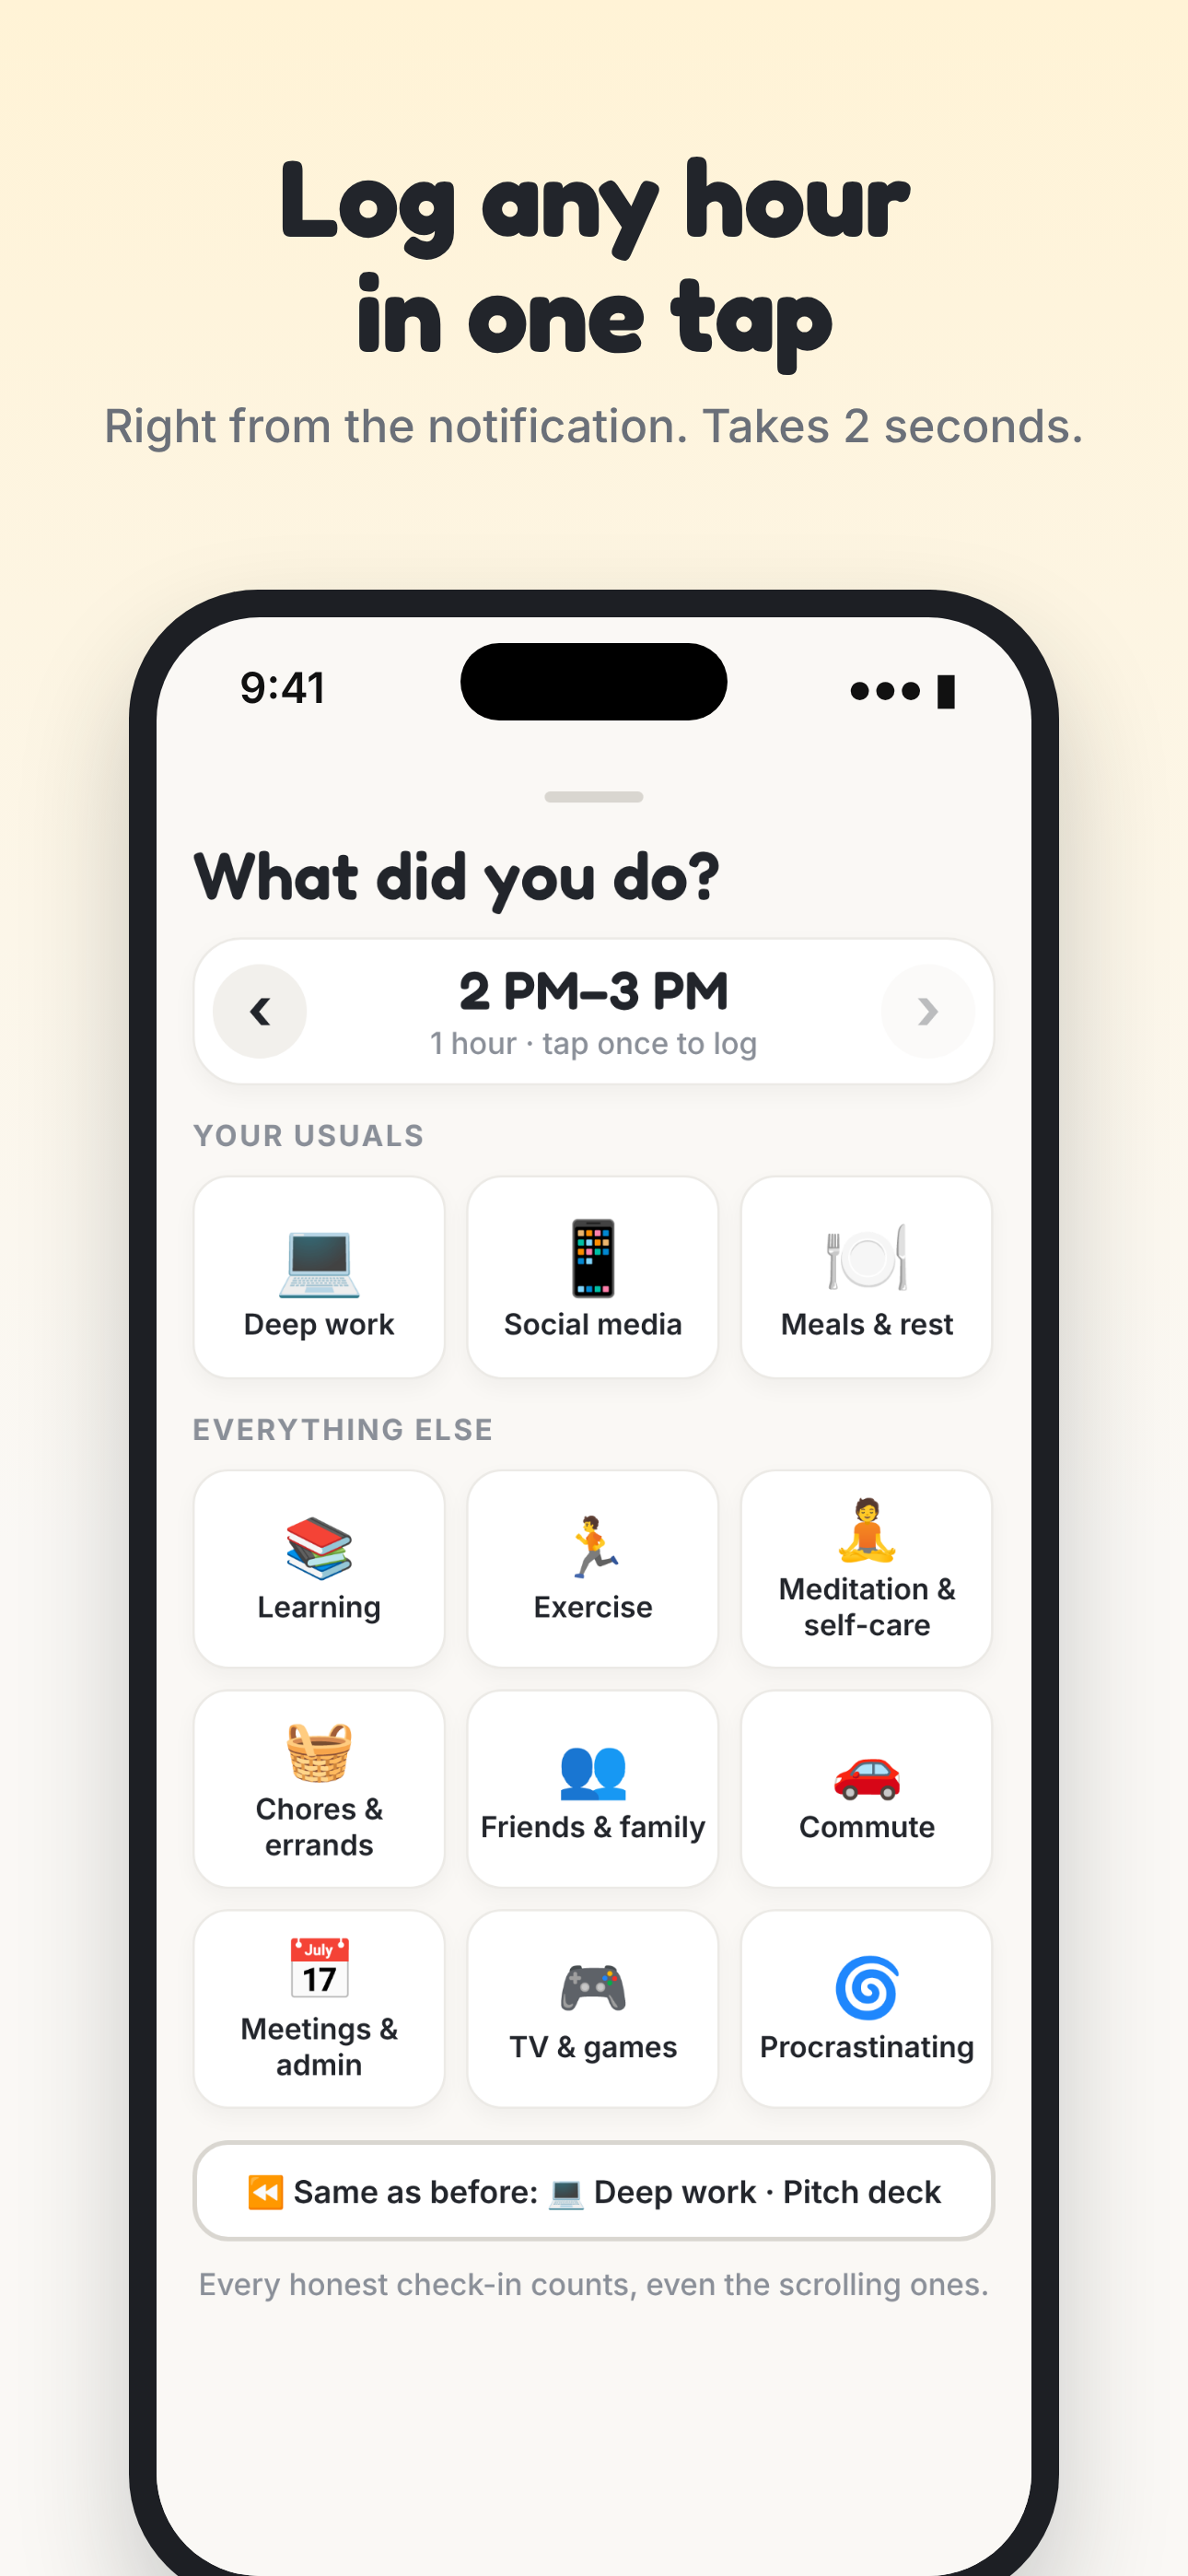 Log any hour
in one tap
Right from the notification. Takes 2 seconds.
9:41
What did you do?
2 PM–3 PM
1 hour · tap once to log
YOUR USUALS
Deep work
Social media
Meals & rest
EVERYTHING ELSE
Learning
Exercise
Meditation &
self-care
Chores &
errands
Friends & family
Commute
July
17
Meetings &
admin
TV & games
Procrastinating
⏪ Same as before: 💻 Deep work · Pitch deck
Every honest check-in counts, even the scrolling ones.